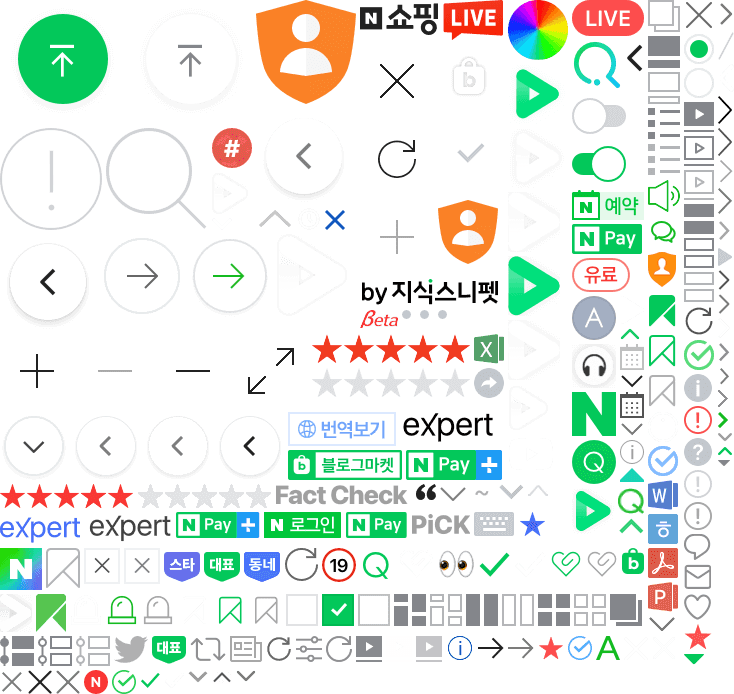 N 쇼핑 LIVE
LIVE
#
N 예약
N Pay
유료
by 지식스니펫
Beta
A
X
번역보기
expert
b 블로그마켓
N Pay +
N
Q
Fact Check
expert
expert
N Pay +
N 로그인
N Pay
PiCK
W
ㅎ
N
스타
대표
동네
19
b
P
대표
N
A